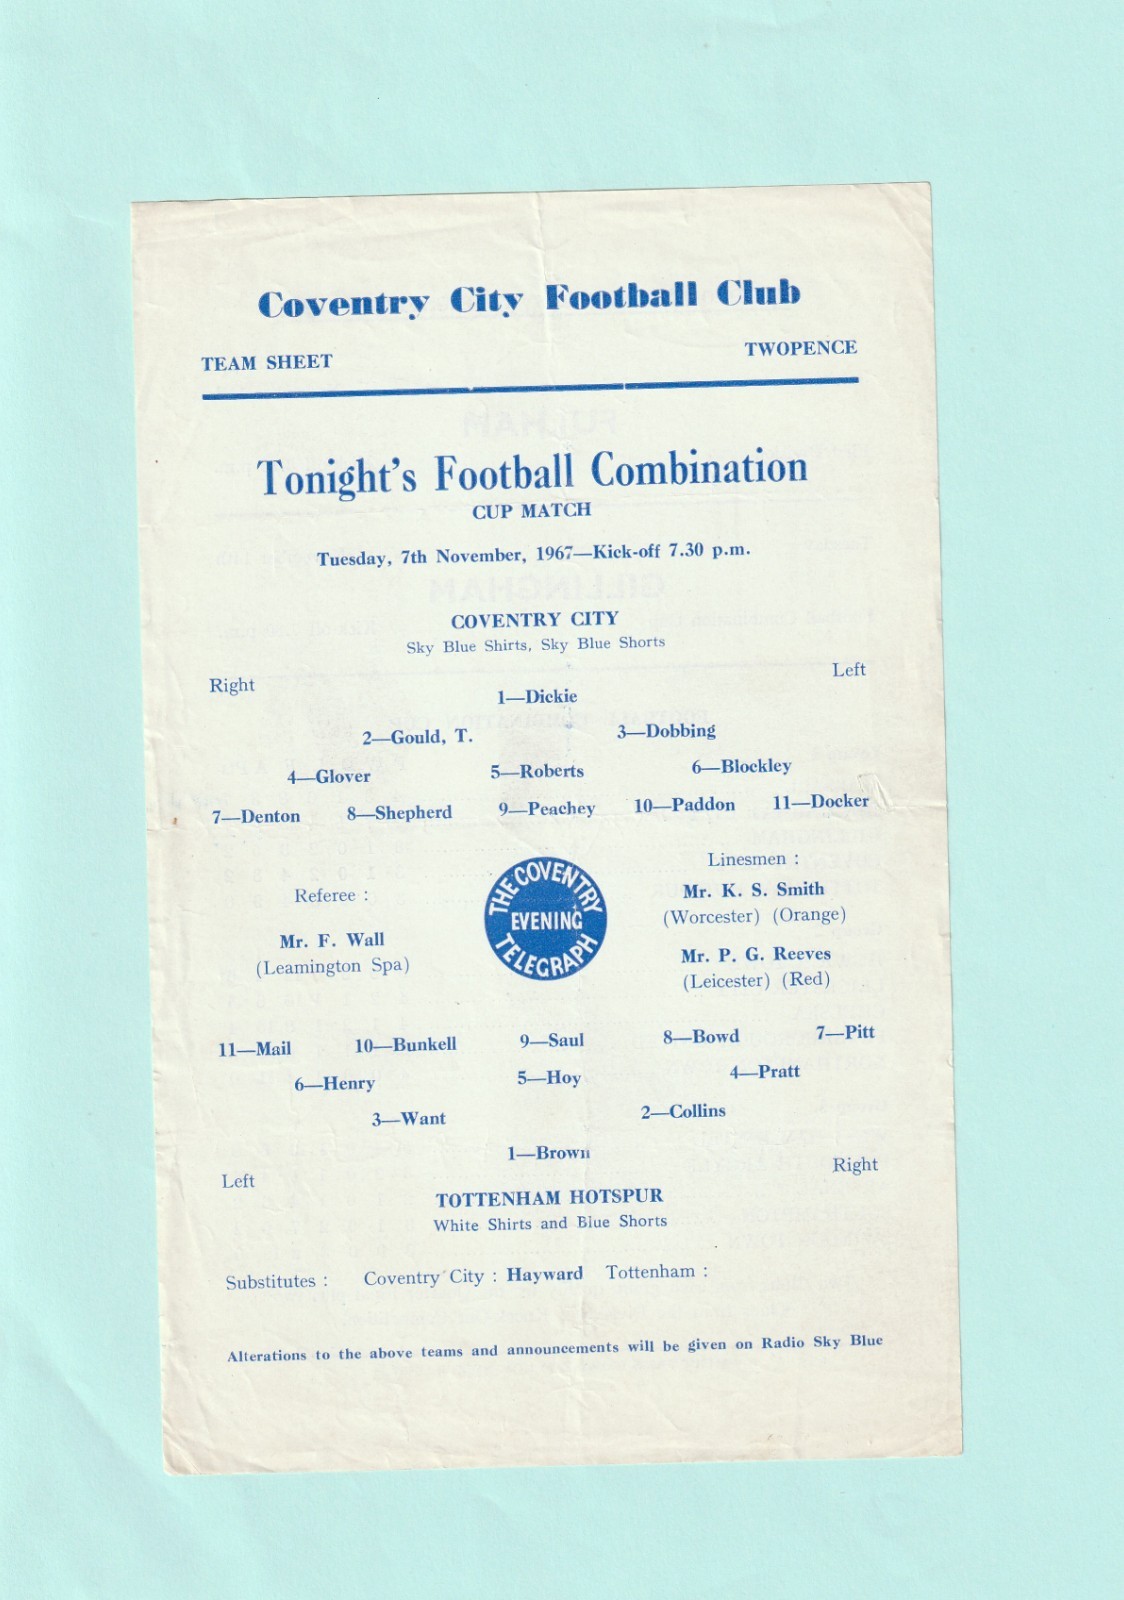 Coventry City Football Club
TEAM SHEET TWOPENCE
Tonight's Football Combination
CUP MATCH
Tuesday, 7th November, 1967—Kick-off 7.30 p.m.
COVENTRY CITY
Sky Blue Shirts, Sky Blue Shorts
Right Left
1—Dickie
2—Gould, T. 3—Dobbing
4—Glover 5—Roberts 6—Blockley
7—Denton 8—Shepherd 9—Peachey 10—Paddon 11—Docker
Referee :
Mr. F. Wall
(Leamington Spa)
THE COVENTRY
EVENING
TELEGRAPH
Linesmen :
Mr. K. S. Smith
(Worcester) (Orange)
Mr. P. G. Reeves
(Leicester) (Red)
11—Mail 10—Bunkell 9—Saul 8—Bowd 7—Pitt
6—Henry 5—Hoy 4—Pratt
3—Want 2—Collins
1—Brown
Left Right
TOTTENHAM HOTSPUR
White Shirts and Blue Shorts
Substitutes : Coventry City : Hayward Tottenham :
Alterations to the above teams and announcements will be given on Radio Sky Blue